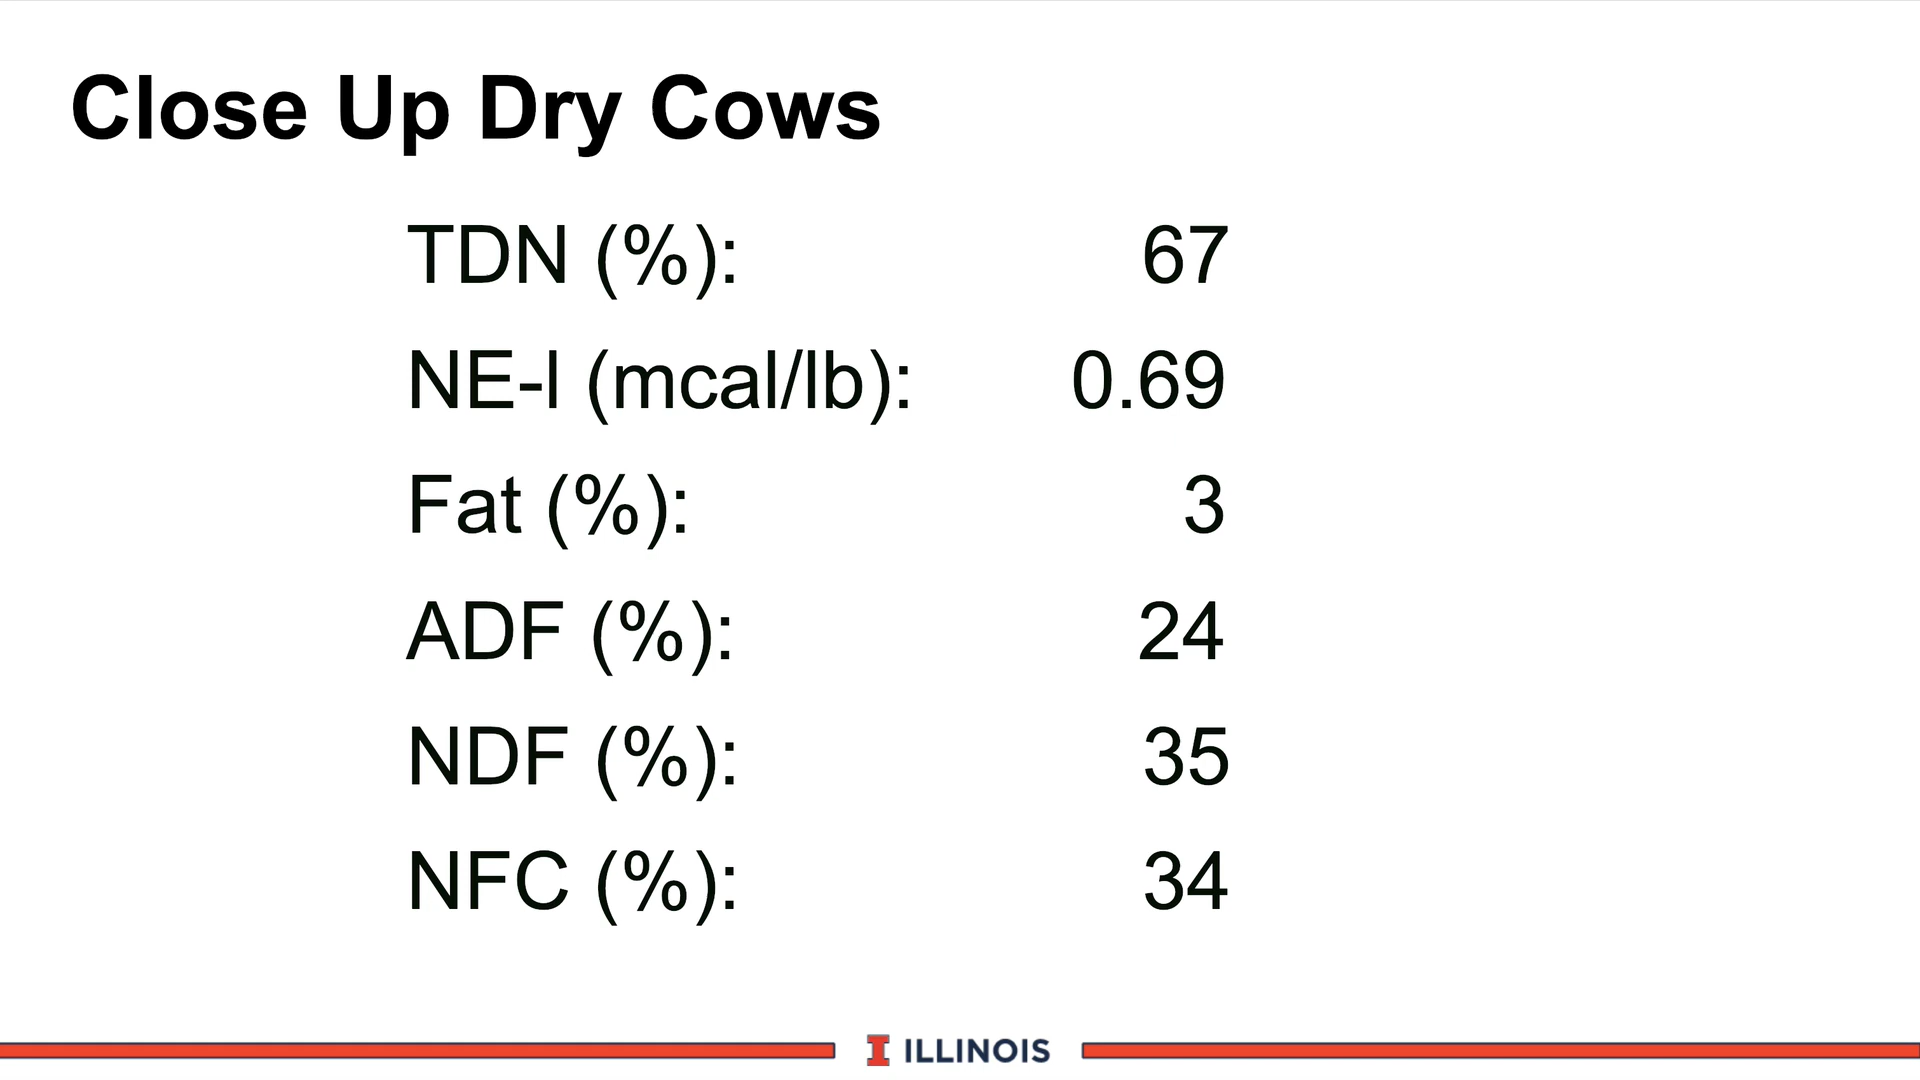 Close Up Dry Cows
TDN (%): 67
NE-l (mcal/lb): 0.69
Fat (%): 3
ADF (%): 24
NDF (%): 35
NFC (%): 34
I ILLINOIS